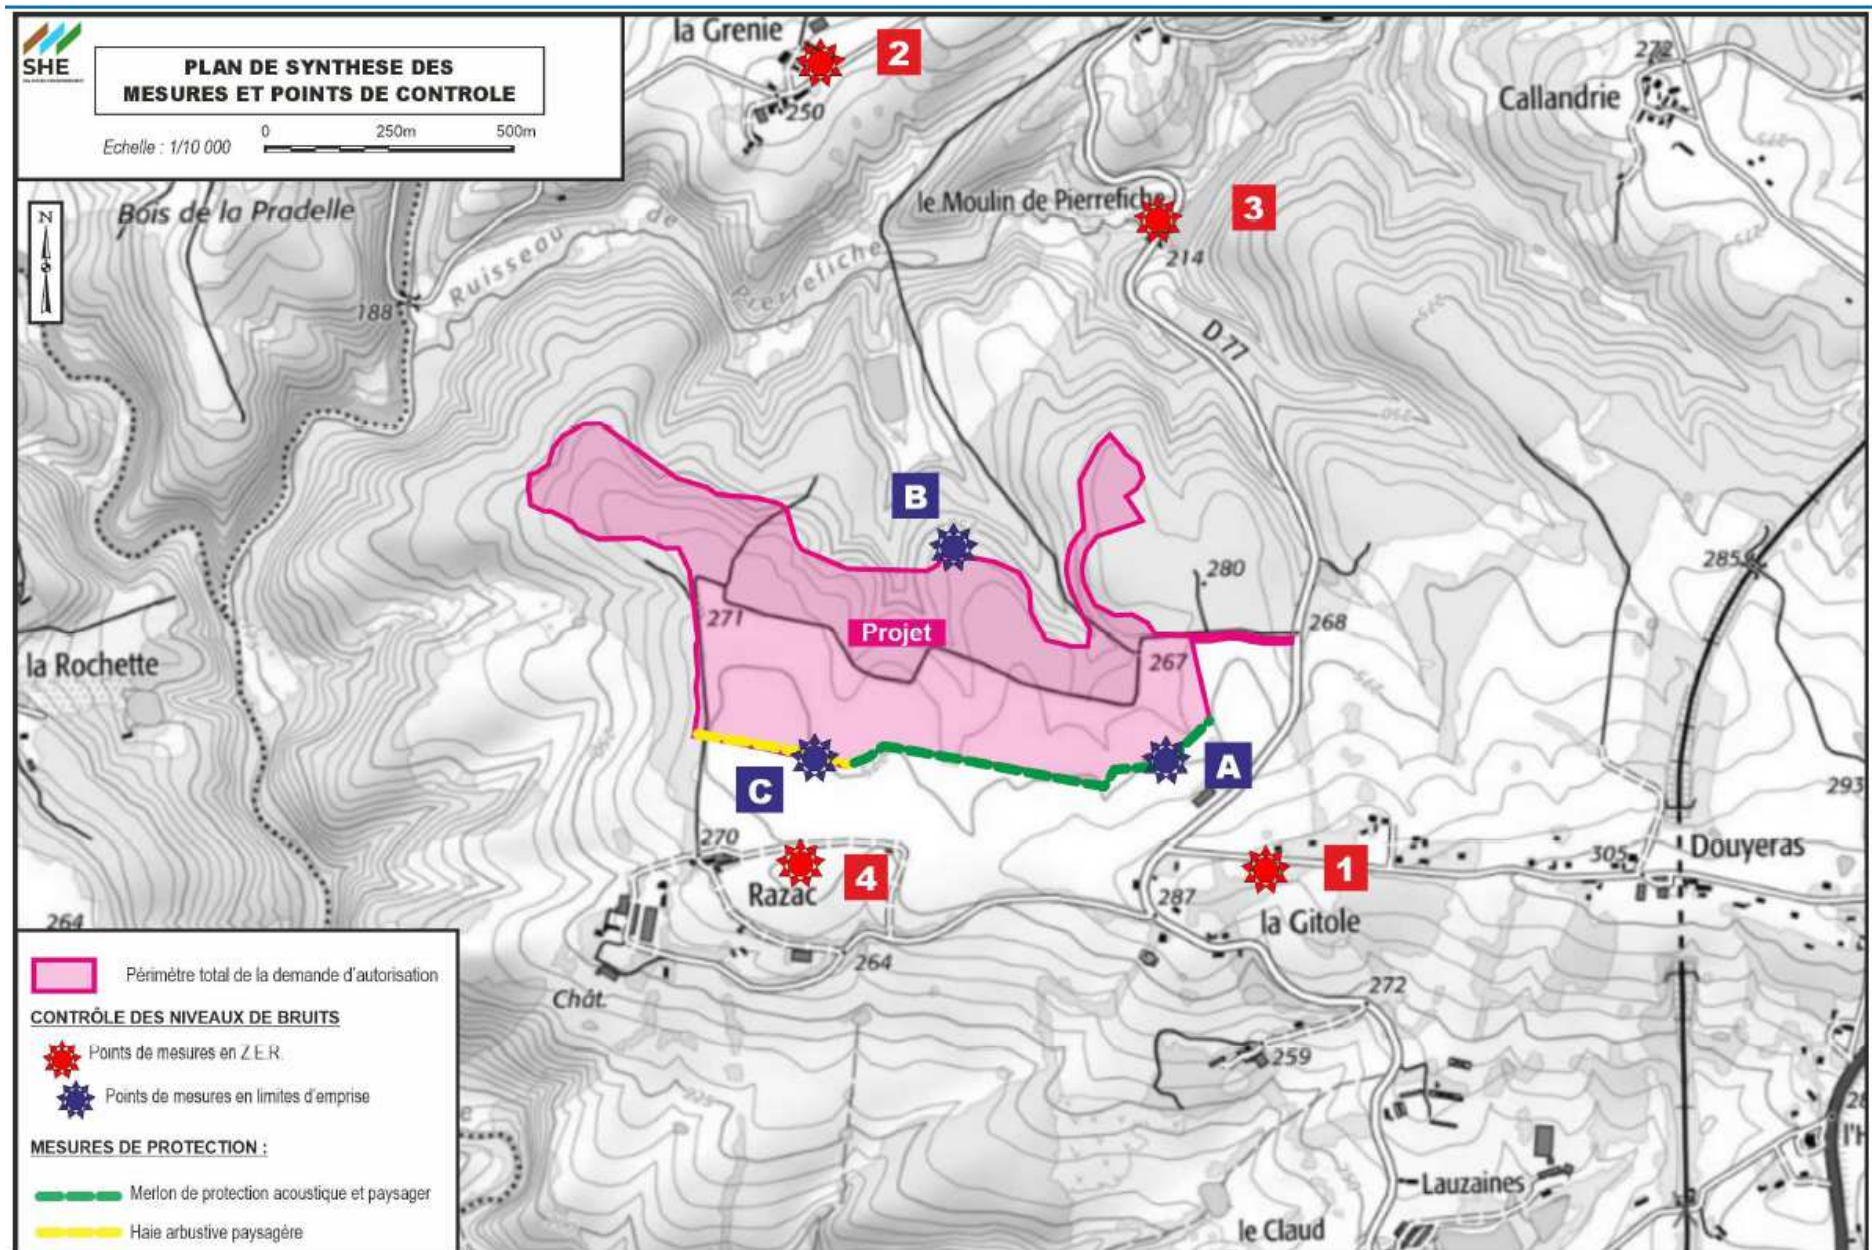 SHE
PLAN DE SYNTHESE DES
MESURES ET POINTS DE CONTROLE
Echelle : 1/10 000
0 250m 500m
N
la Grenie
2
250
272
Callandrie
275
Bois de la Pradelle
Ruisseau de
Pierrefiche
le Moulin de Pierrefiche
3
214
188
D 77
275
250
B
280
285
271
Projet
268
267
la Rochette
C
A
293
270
4
Razac
1
305
Douyeras
287
la Gitole
264
264
Chât.
272
259
Lauzaines
le Claud
Périmètre total de la demande d'autorisation
CONTRÔLE DES NIVEAUX DE BRUITS
Points de mesures en Z.E.R.
Points de mesures en limites d'emprise
MESURES DE PROTECTION :
Merlon de protection acoustique et paysager
Haie arbustive paysagère